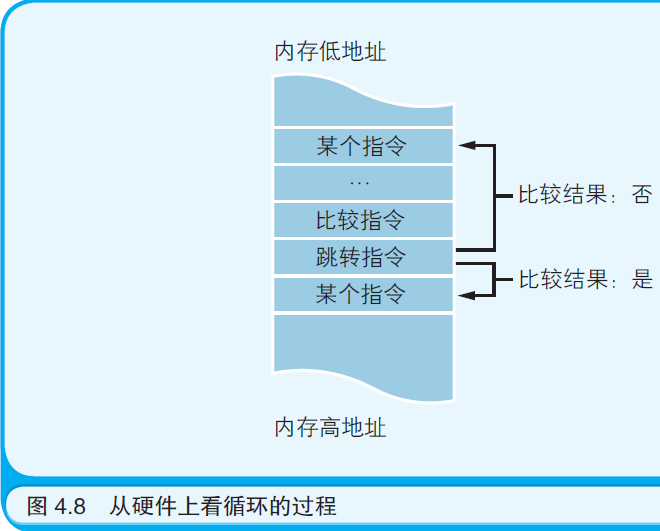 内存低地址
某个指令
…
比较指令
跳转指令
某个指令
比较结果：否
比较结果：是
内存高地址
图 4.8 从硬件上看循环的过程